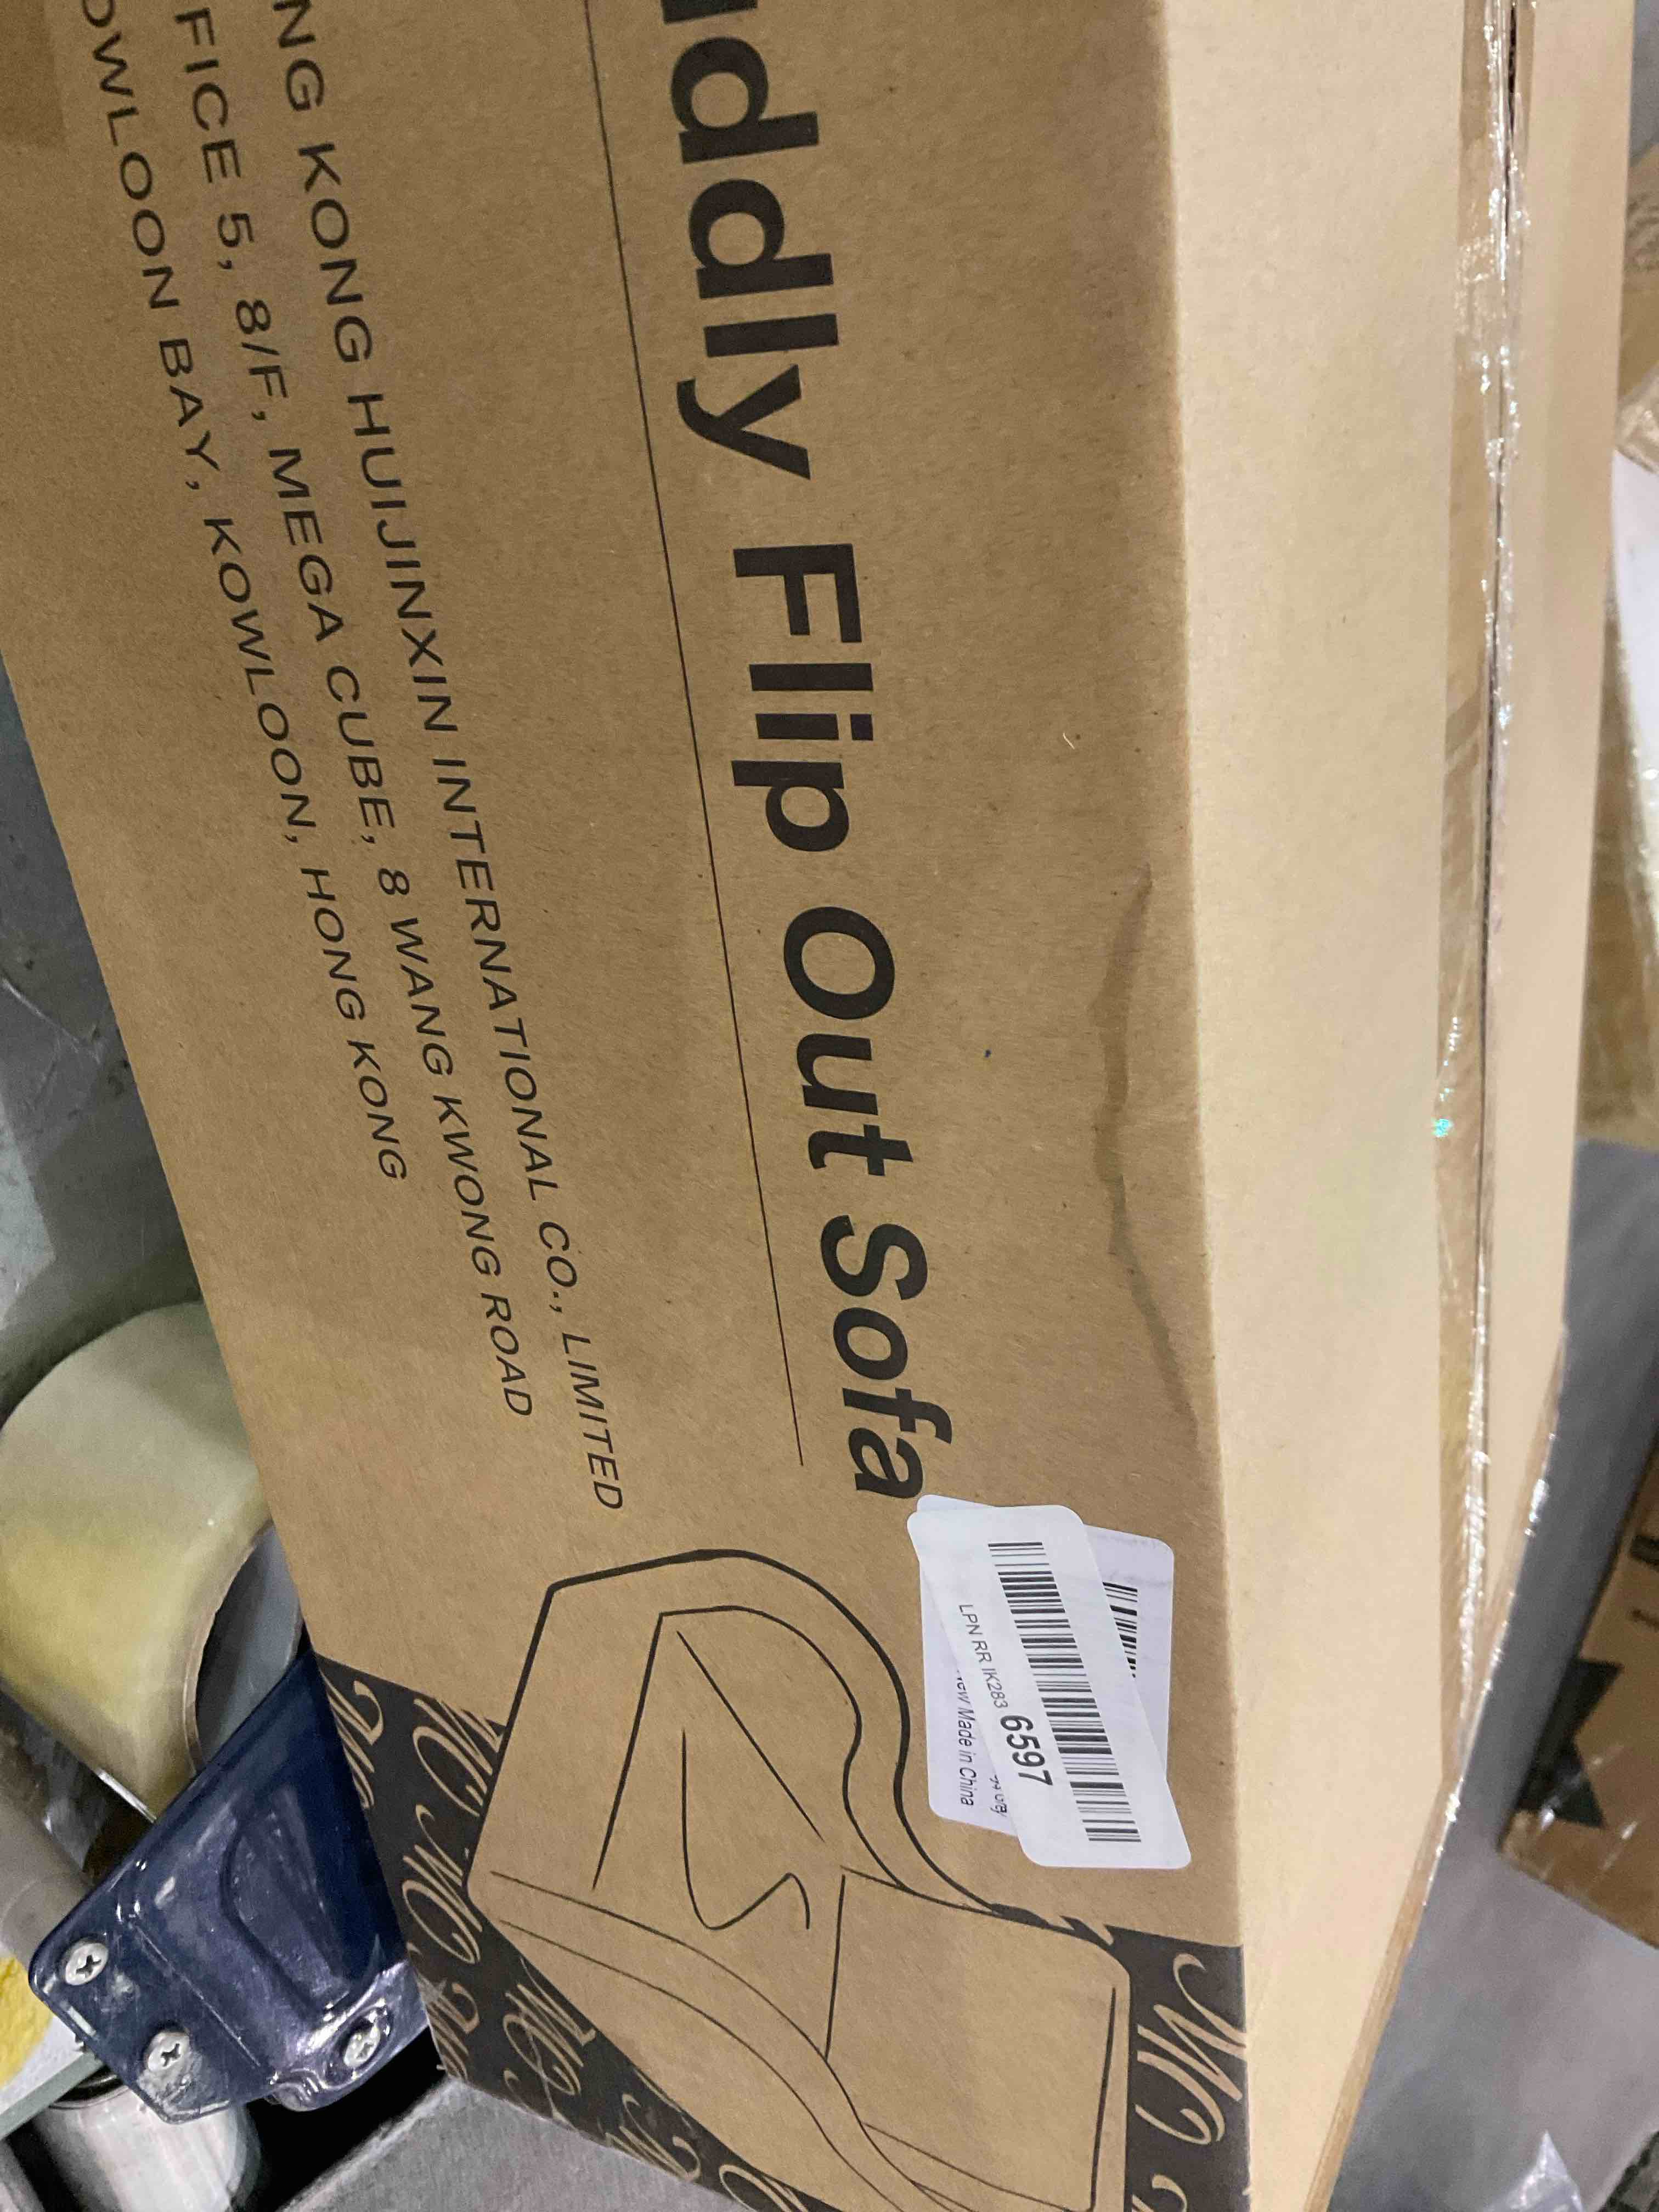 ddly Flip Out Sofa
NG KONG HUIJINXIN INTERNATIONAL CO., LIMITED
FICE 5, 8/F, MEGA CUBE, 8 WANG KWONG ROAD
OWLOON BAY, KOWLOON, HONG KONG
LPN RR IK283 6597
Made in China